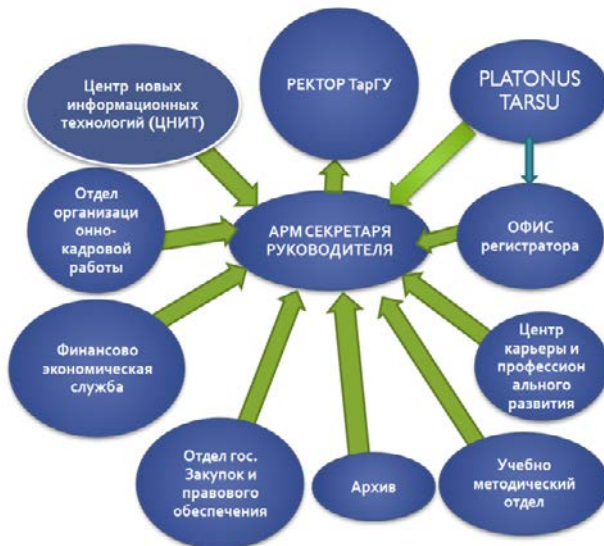 Центр новых
информационных
технологий (ЦНИТ)
РЕКТОР ТарГУ
PLATONUS
TARSU
Отдел
организаци
онно-
кадровой
работы
АРМ СЕКРЕТАРЯ
РУКОВОДИТЕЛЯ
ОФИС
регистратора
Финансово
экономическая
служба
Центр
карьеры и
профессион
ального
развития
Отдел гос.
Закупок и
правового
обеспечения
Архив
Учебно
методический
отдел